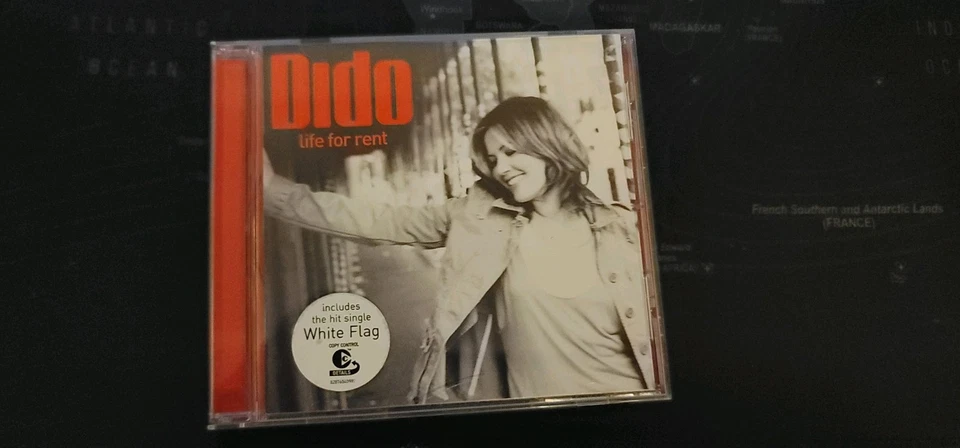 ATLANTIC
OCEAN
MADAGASKAR
Dido
life for rent
includes
the hit single
White Flag
COPY CONTROL
DETAILS
French Southern and Antarctic Lands
(FRANCE)